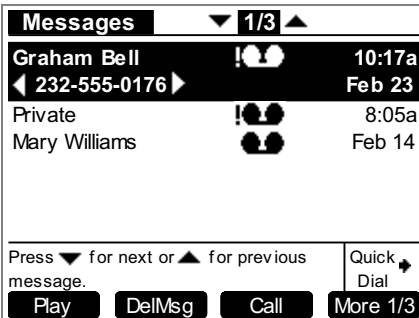 Messages ▼ 1/3 ▲
Graham Bell ! 10:17a
◀ 232-555-0176 ▶ Feb 23
Private ! 8:05a
Mary Williams Feb 14
Press ▼ for next or ▲ for previous
message.
Quick
Dial
Play DelMsg Call More 1/3